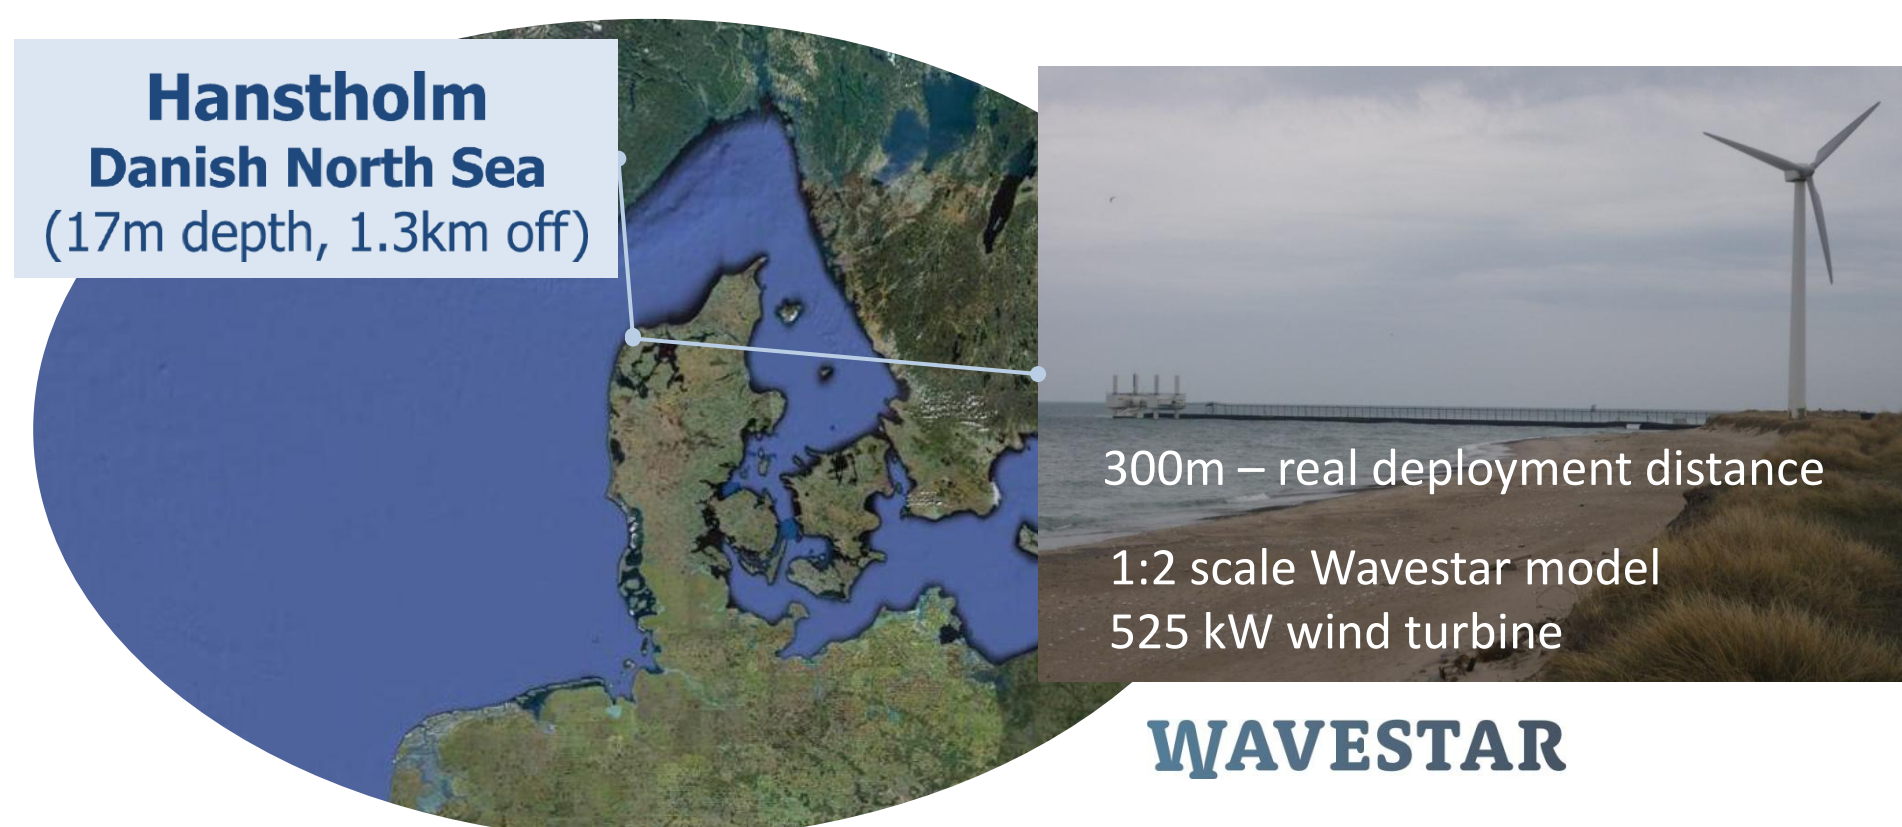 Hanstholm
Danish North Sea
(17m depth, 1.3km off)
300m – real deployment distance
1:2 scale Wavestar model
525 kW wind turbine
WAVESTAR